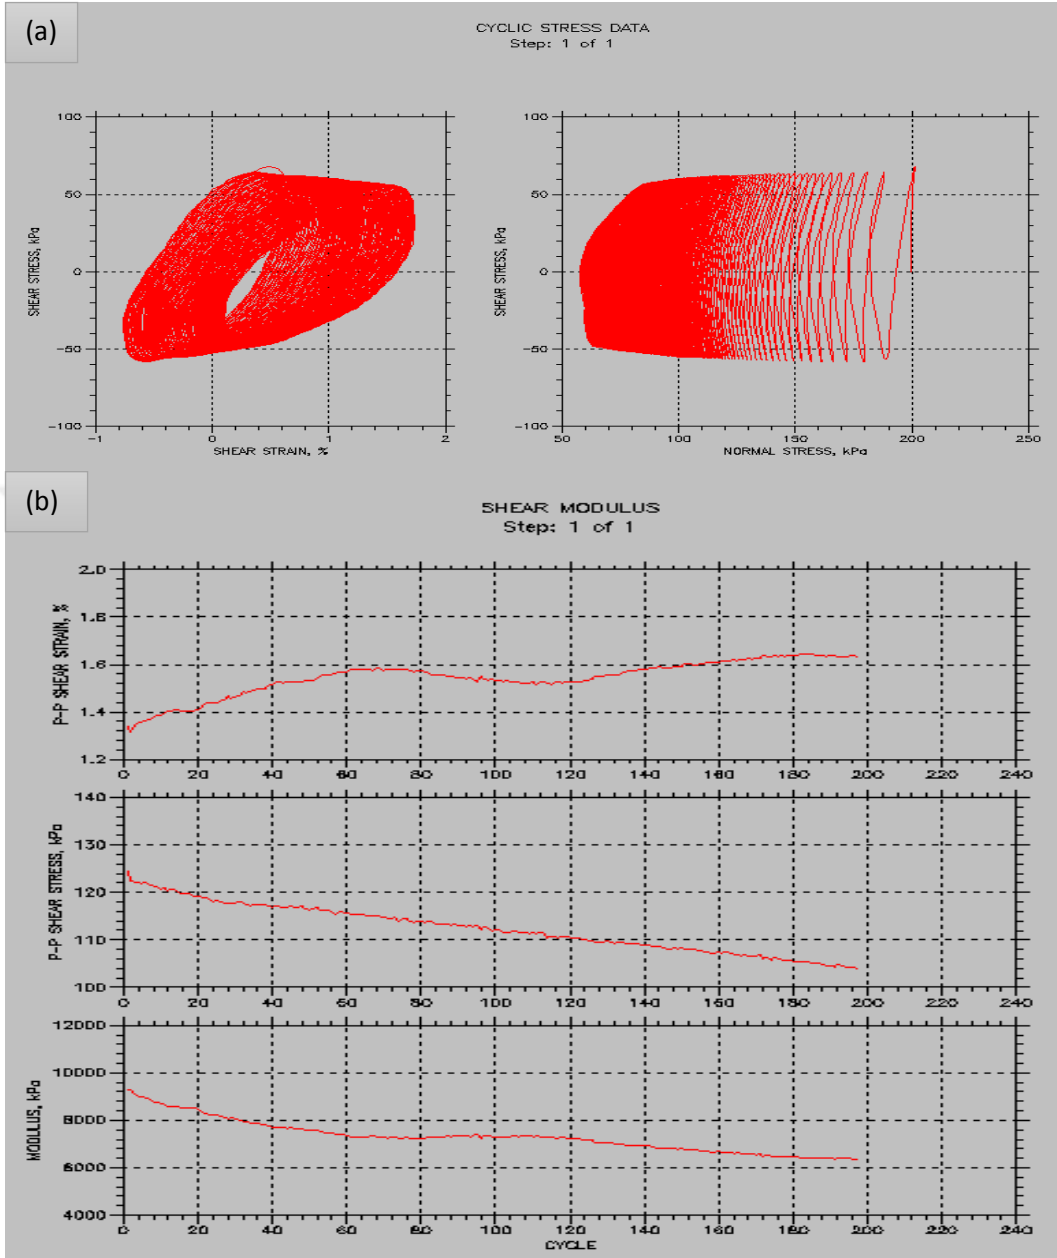 (a)
CYCLIC STRESS DATA
Step: 1 of 1
100
50
0
-50
-100
SHEAR STRESS, kPa
-1 0 1 2
SHEAR STRAIN, %
100
50
0
-50
-100
SHEAR STRESS, kPa
50 100 150 200 250
NORMAL STRESS, kPa
(b)
SHEAR MODULUS
Step: 1 of 1
2.0
1.8
1.6
1.4
1.2
P-P SHEAR STRAIN, %
0 20 40 60 80 100 120 140 160 180 200 220 240
140
130
120
110
100
P-P SHEAR STRESS, kPa
0 20 40 60 80 100 120 140 160 180 200 220 240
12000
10000
8000
6000
4000
MODULUS, kPa
0 20 40 60 80 100 120 140 160 180 200 220 240
CYCLE